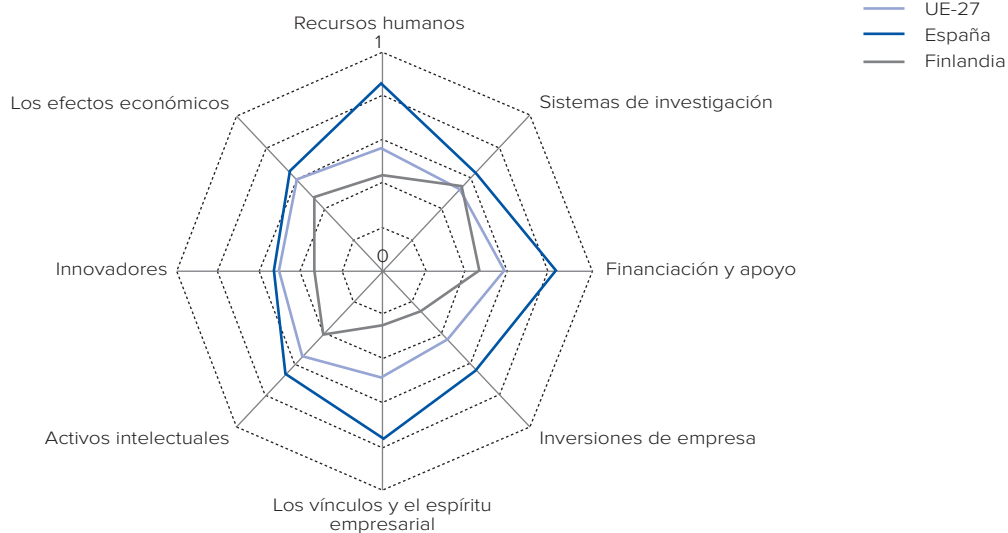 UE-27
España
Finlandia
Recursos humanos
1
Los efectos económicos
Sistemas de investigación
0
Innovadores
Financiación y apoyo
Activos intelectuales
Inversiones de empresa
Los vínculos y el espíritu
empresarial